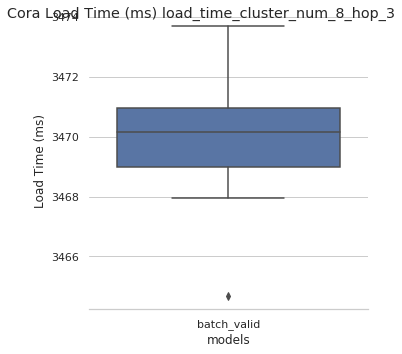 Cora Load Time (ms) load_time_cluster_num_8_hop_3
3474
3472
3470
3468
3466
Load Time (ms)
batch_valid
models